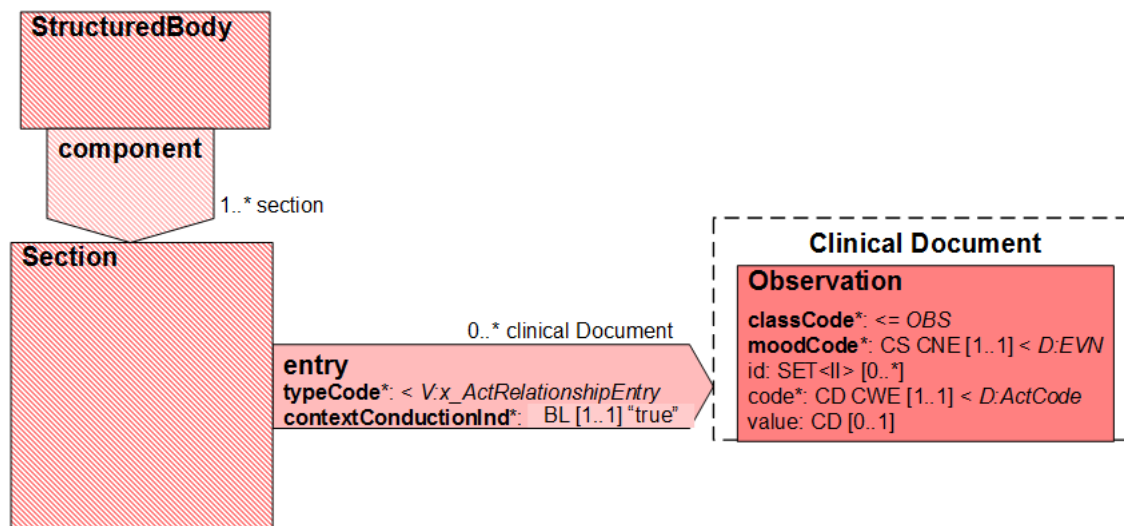 StructuredBody
component
1..* section
Section
0..* clinical Document
entry
typeCode*: < V:x_ActRelationshipEntry
contextConductionInd*: BL [1..1] “true”
Clinical Document
Observation
classCode*: <= OBS
moodCode*: CS CNE [1..1] < D:EVN
id: SET<II> [0..*]
code*: CD CWE [1..1] < D:ActCode
value: CD [0..1]